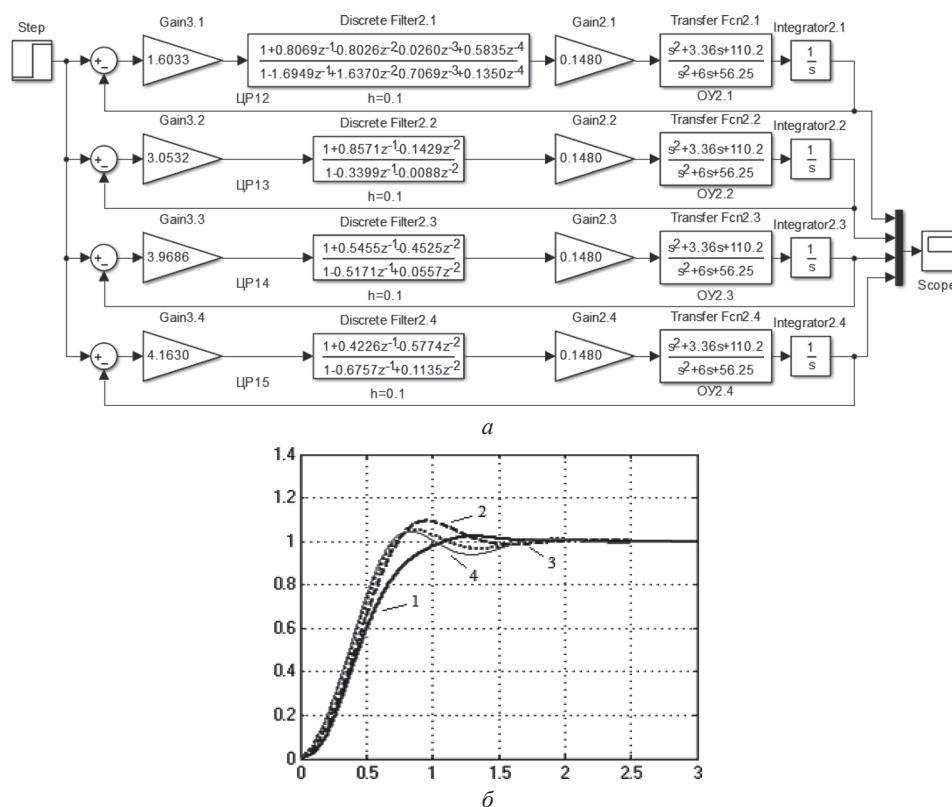 Step
Gain3.1
Discrete Filter2.1
Gain2.1
Transfer Fcn2.1
Integrator2.1
+
−
1.6033
1+0.8069z-1-0.8026z-2-0.0260z-3+0.5835z-4
1-1.6949z-1+1.6370z-2-0.7069z-3+0.1350z-4
0.1480
s2+3.36s+110.2
s2+6s+56.25
1
s
ЦР12
h=0.1
ОУ2.1
Gain3.2
Discrete Filter2.2
Gain2.2
Transfer Fcn2.2
Integrator2.2
+
−
3.0532
1+0.8571z-1-0.1429z-2
1-0.3399z-1-0.0088z-2
0.1480
s2+3.36s+110.2
s2+6s+56.25
1
s
ЦР13
h=0.1
ОУ2.2
Gain3.3
Discrete Filter2.3
Gain2.3
Transfer Fcn2.3
Integrator2.3
+
−
3.9686
1+0.5455z-1-0.4525z-2
1-0.5171z-1+0.0557z-2
0.1480
s2+3.36s+110.2
s2+6s+56.25
1
s
Scope
ЦР14
h=0.1
ОУ2.3
Gain3.4
Discrete Filter2.4
Gain2.4
Transfer Fcn2.4
Integrator2.4
+
−
4.1630
1+0.4226z-1-0.5774z-2
1-0.6757z-1+0.1135z-2
0.1480
s2+3.36s+110.2
s2+6s+56.25
1
s
ЦР15
h=0.1
ОУ2.4
а
1.4
1.2
1
0.8
0.6
0.4
0.2
0
2
3
4
1
0
0.5
1
1.5
2
2.5
3
б